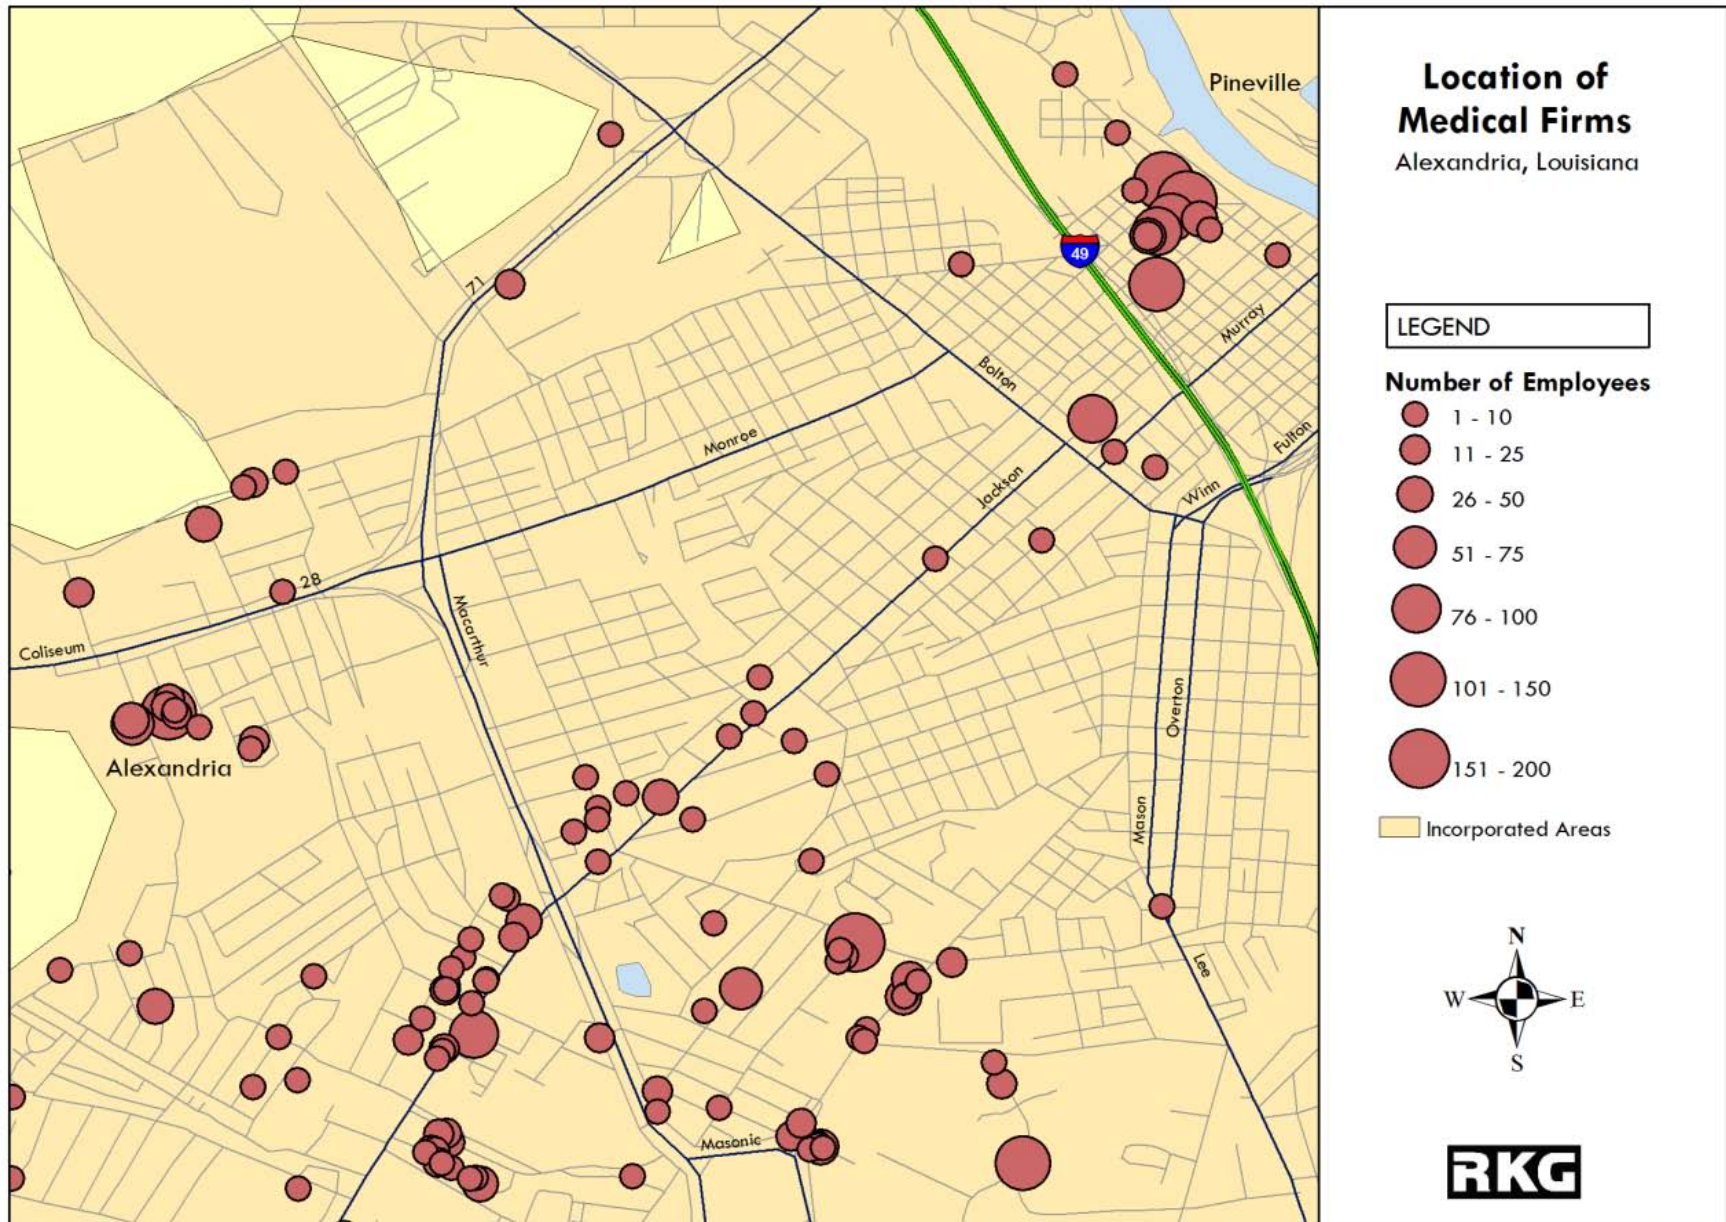 Pineville
49
71
Murray
Bolton
Monroe
Fulton
Jackson
Winn
28
Macarthur
Coliseum
Overton
Alexandria
Mason
Lee
Masonic
Location of
Medical Firms
Alexandria, Louisiana
LEGEND
Number of Employees
1 - 10
11 - 25
26 - 50
51 - 75
76 - 100
101 - 150
151 - 200
Incorporated Areas
N
W E
S
RKG